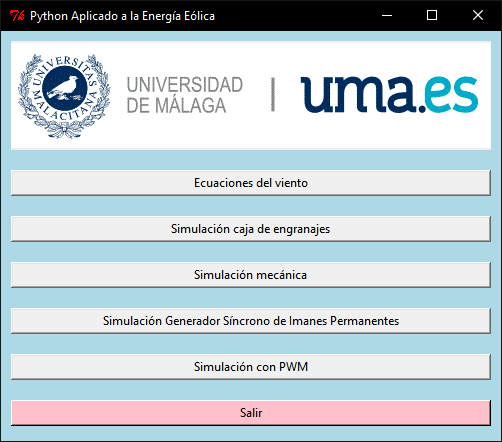 Python Aplicado a la Energía Eólica
UNIVERSITAS MALACITANA
UNIVERSIDAD
DE MÁLAGA
uma.es
Ecuaciones del viento
Simulación caja de engranajes
Simulación mecánica
Simulación Generador Síncrono de Imanes Permanentes
Simulación con PWM
Salir